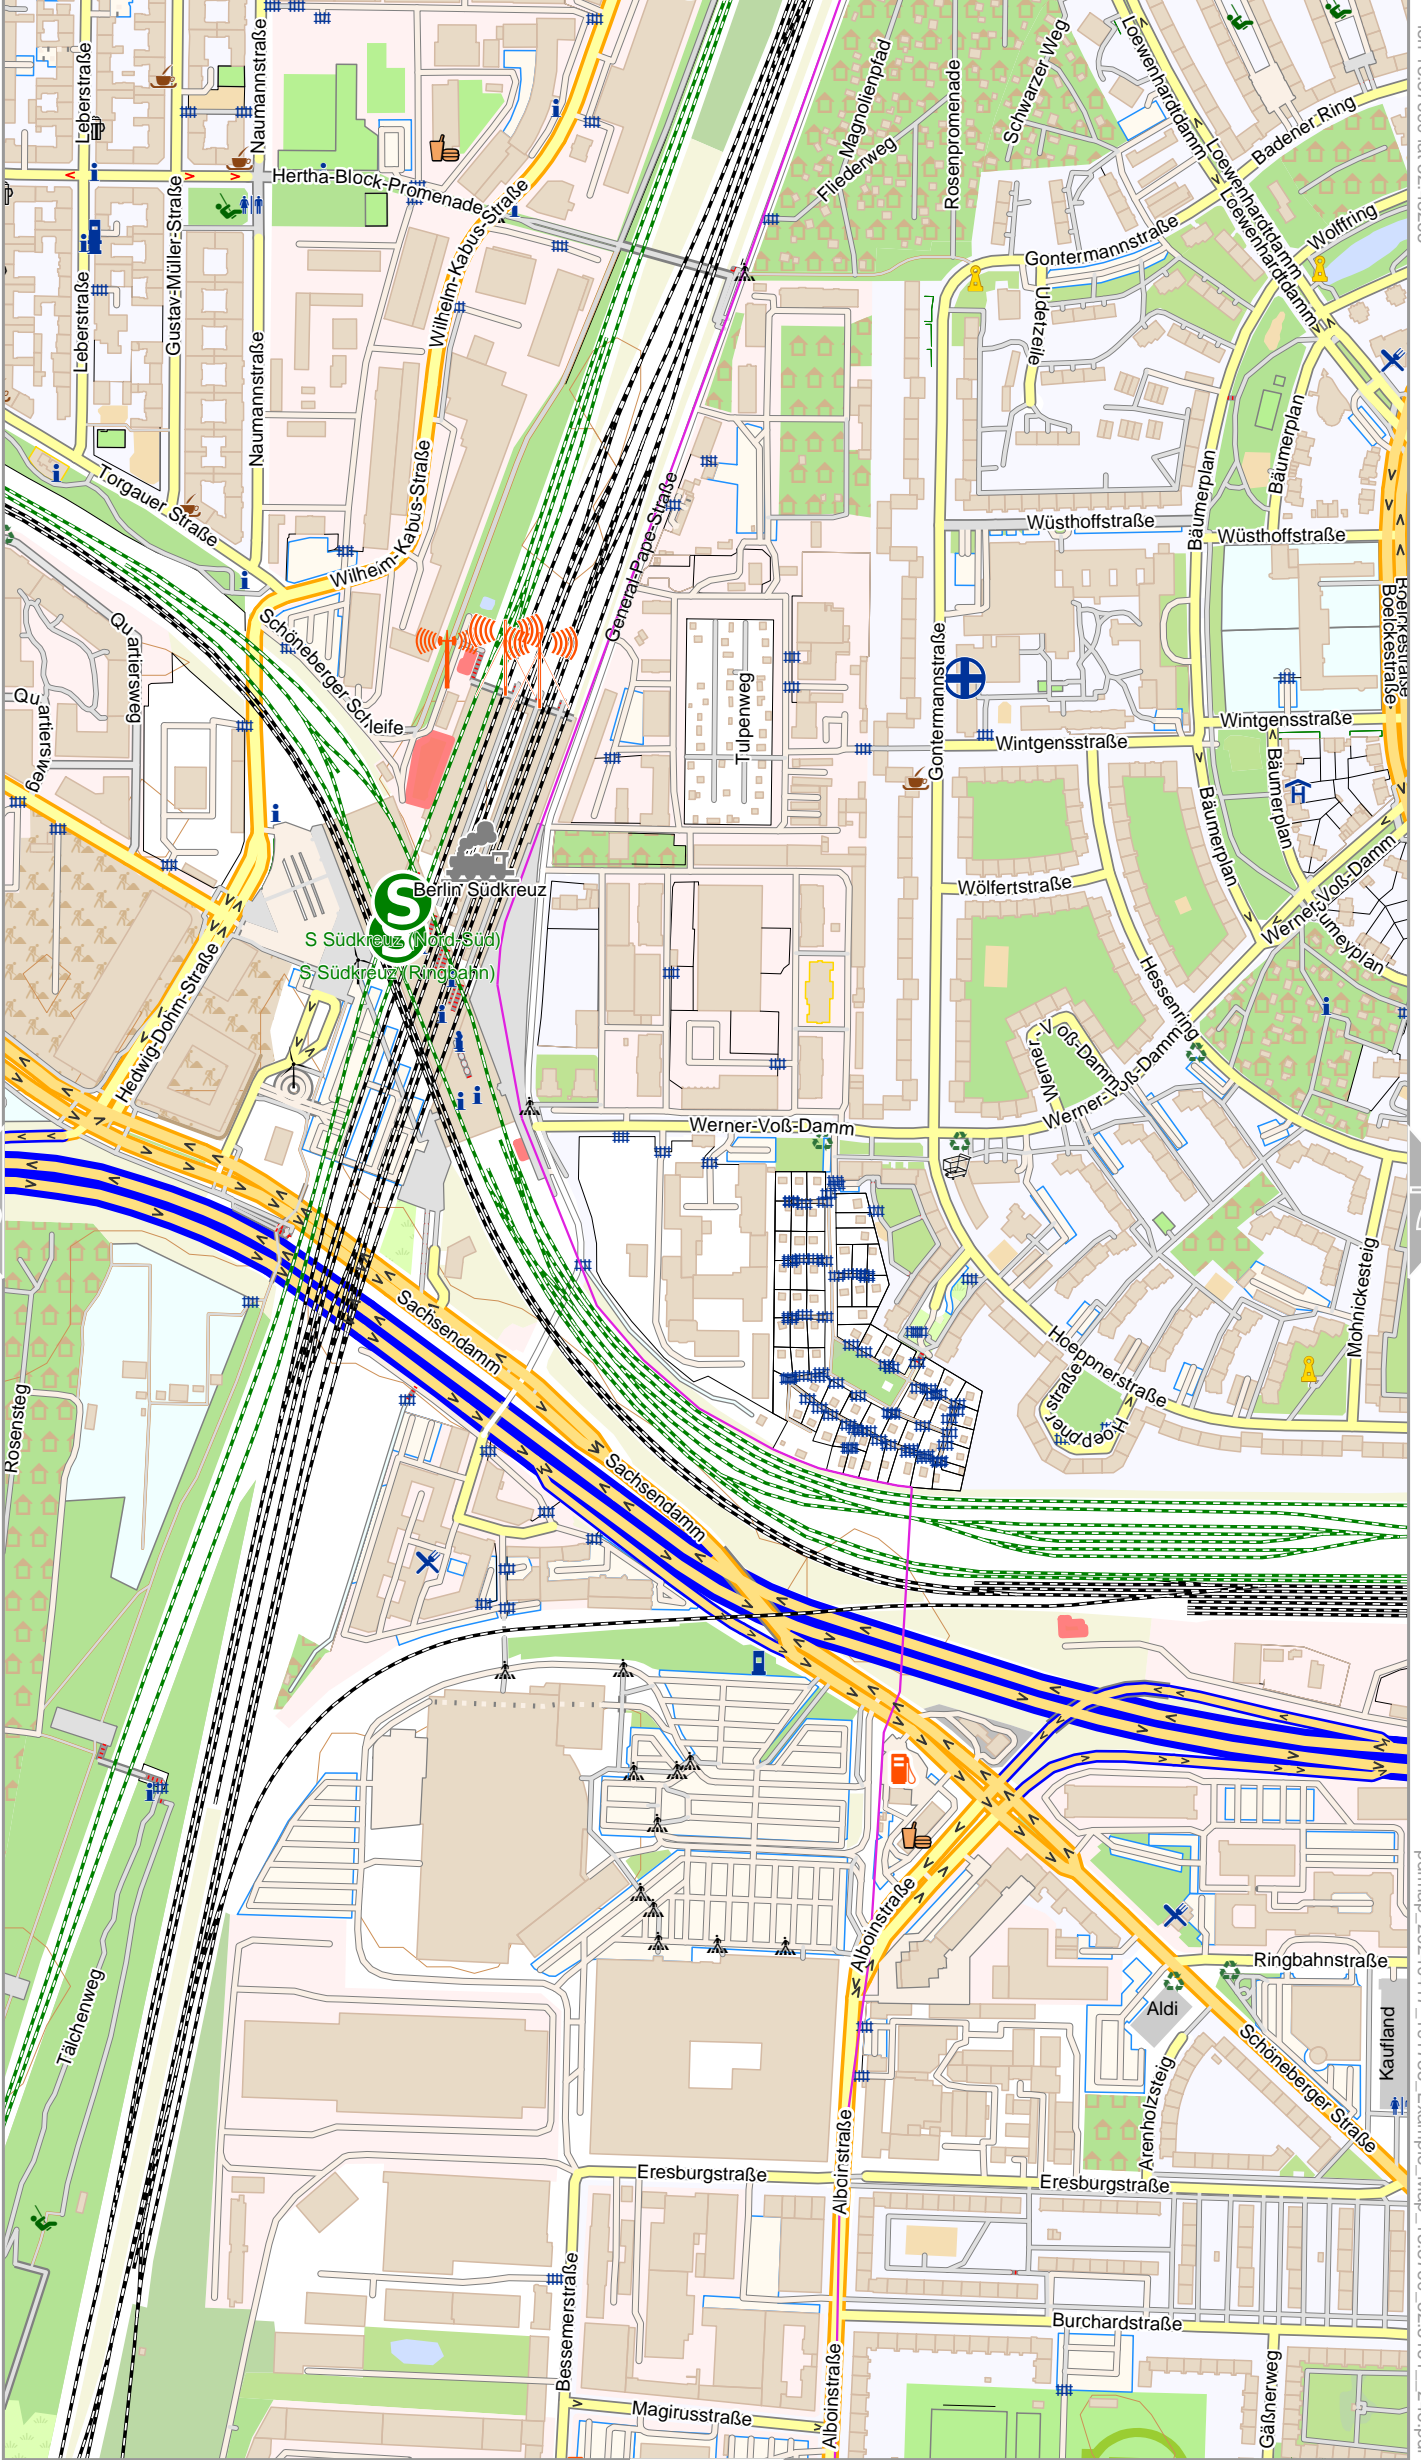 Leberstraße
Naumannstraße
Magnolienpfad
Fliederweg
Rosenpromenade
Schwarzer Weg
Loewenhardtdamm
Badener Ring
Hertha-Block-Promenade
Gustav-Müller-Straße
Wilhelm-Kabus-Straße
Loewenhardtdamm
Loewenhardtdamm
Wolffring
Gontermannstraße
Leberstraße
Naumannstraße
Udetzeile
Bäumerplan
Bäumerplan
Torgauer Straße
Wilhelm-Kabus-Straße
General-Pape-Straße
Wüsthoffstraße
Wüsthoffstraße
Boelckestraße
Boelckestraße
Wilhelm-Kabus-Straße
Quartiersweg
Schöneberger Schleife
Quartiersweg
Tulpenweg
Gontermannstraße
Wintgensstraße
Wintgensstraße
Bäumerplan
Bäumerplan
Berlin Südkreuz
Wölfertstraße
Werner-Voß-Damm
S Südkreuz (Nord-Süd)
S Südkreuz (Ringbahn)
Hedwig-Dohm-Straße
Hessenring
Werner-Voß-Damm
Werner-Voß-Damm
Werner-Voß-Damm
Sachsendamm
Hoeppnerstraße
Hoeppnerstraße
Mohnickesteig
Rosensteg
Sachsendamm
Alboinstraße
Ringbahnstraße
Aldi
Kaufland
Tälchenweg
Arenholzsteig
Schöneberger Straße
Eresburgstraße
Alboinstraße
Eresburgstraße
Bessemerstraße
Burchardstraße
Alboinstraße
Gäßnerweg
Magirusstraße